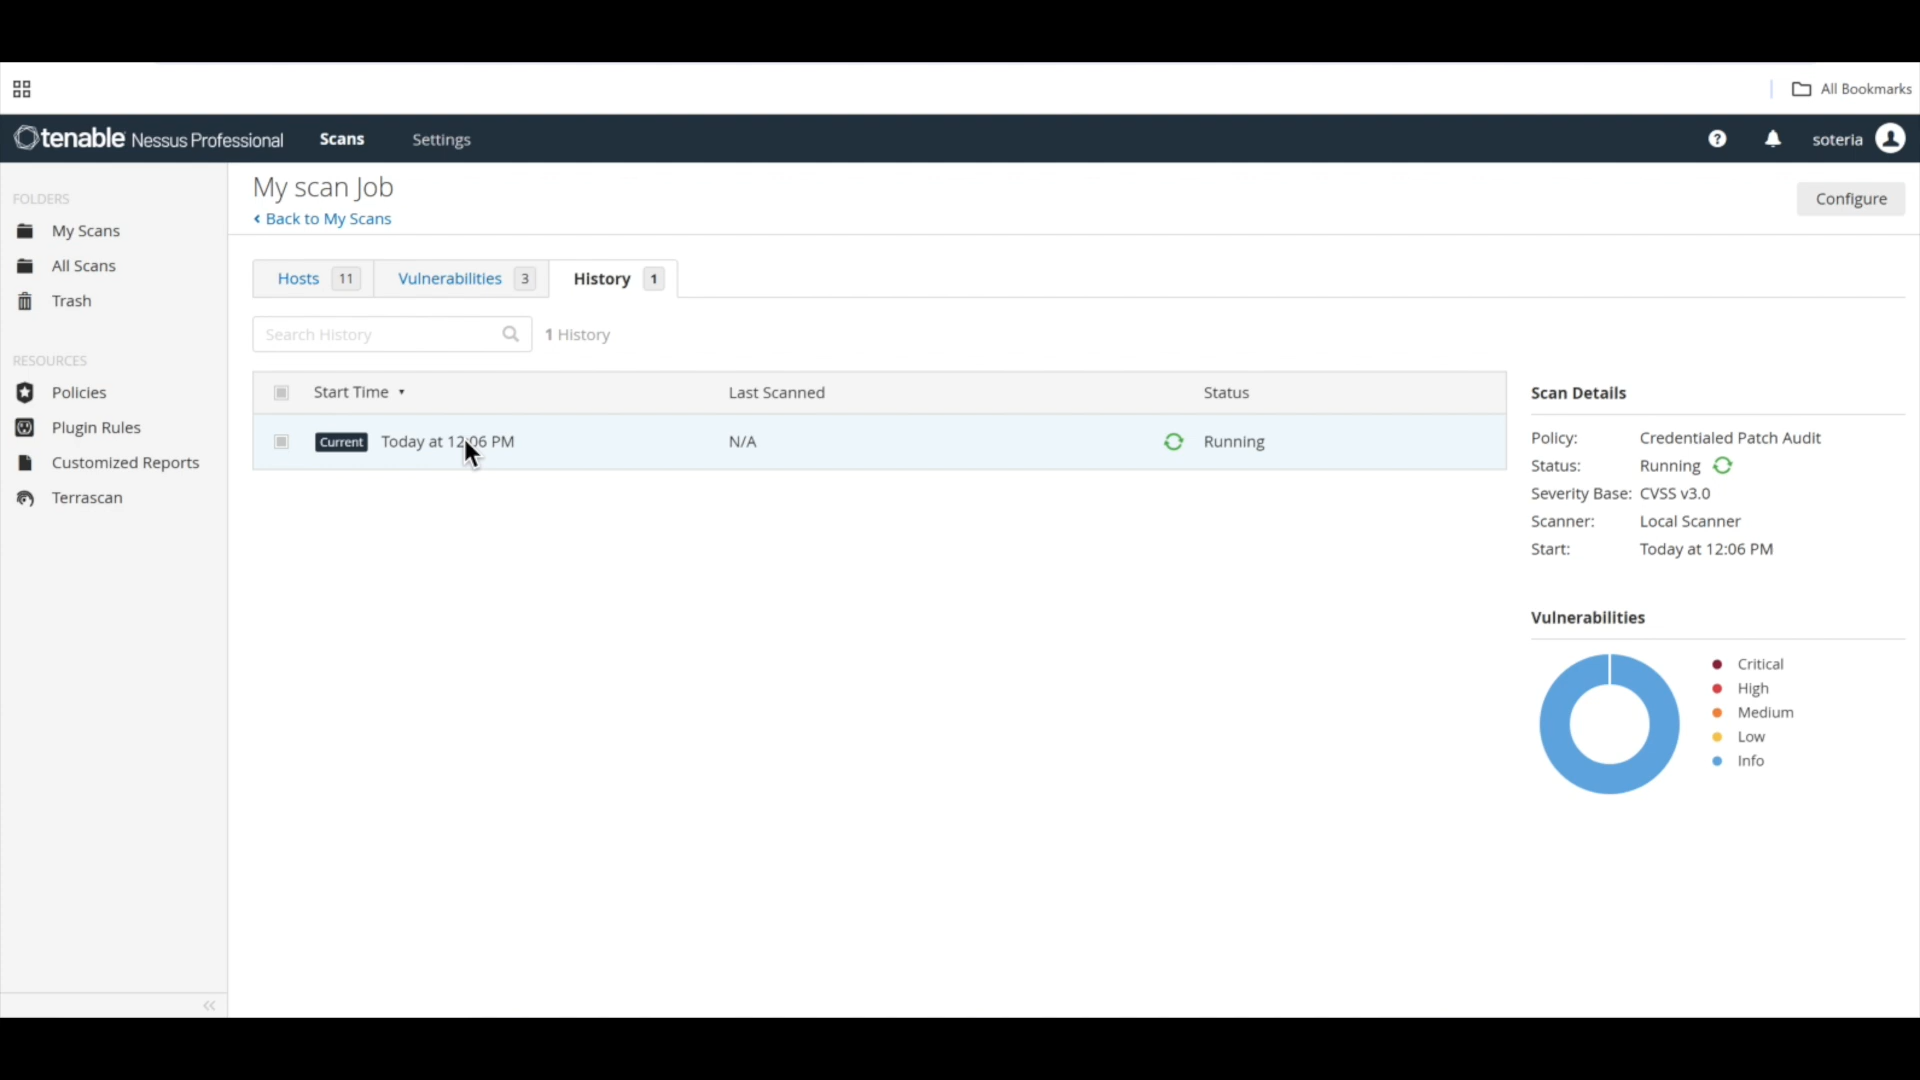 All Bookmarks
tenable Nessus Professional Scans Settings soteria
FOLDERS
My Scans
All Scans
Trash
RESOURCES
Policies
Plugin Rules
Customized Reports
Terrascan
My scan Job
Back to My Scans
Configure
Hosts 11 Vulnerabilities 3 History 1
Search History 1 History
Start Time Last Scanned Status
Current Today at 12:06 PM N/A Running
Scan Details
Policy: Credentialed Patch Audit
Status: Running
Severity Base: CVSS v3.0
Scanner: Local Scanner
Start: Today at 12:06 PM
Vulnerabilities
Critical
High
Medium
Low
Info